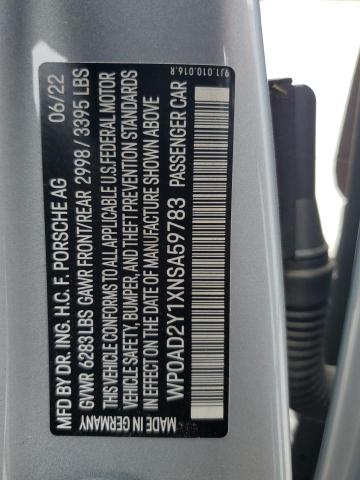 MFD BY DR. ING. H.C. F. PORSCHE AG 06/22
GVWR 6283 LBS GAWR FRONT/REAR 2998 / 3395 LBS
THIS VEHICLE CONFORMS TO ALL APPLICABLE U.S. FEDERAL MOTOR
VEHICLE SAFETY, BUMPER, AND THEFT PREVENTION STANDARDS
IN EFFECT ON THE DATE OF MANUFACTURE SHOWN ABOVE
WP0AD2Y1XNSA59783 PASSENGER CAR
MADE IN GERMANY
9J1.010.016.R